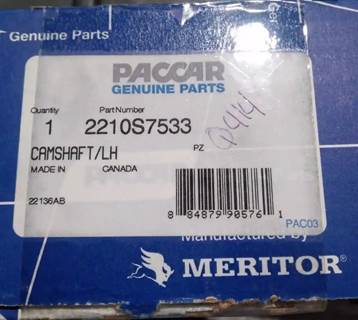 Genuine Parts
Genuine
PACCAR
GENUINE PARTS
Quantity Part Number
1 2210S7533
CAMSHAFT/LH PZ
MADE IN CANADA
22136AB
8 84879 90576 1
PAC03
Manufactured by
MERITOR